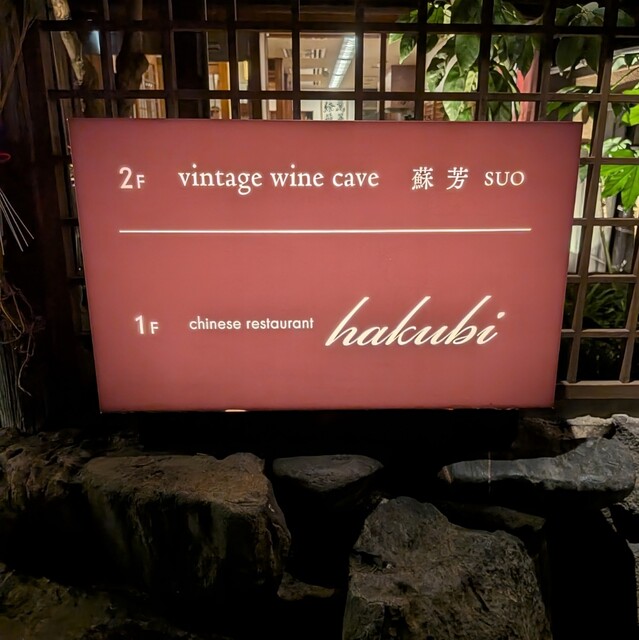 2F vintage wine cave 蘇芳 SUO
1F chinese restaurant hakubi